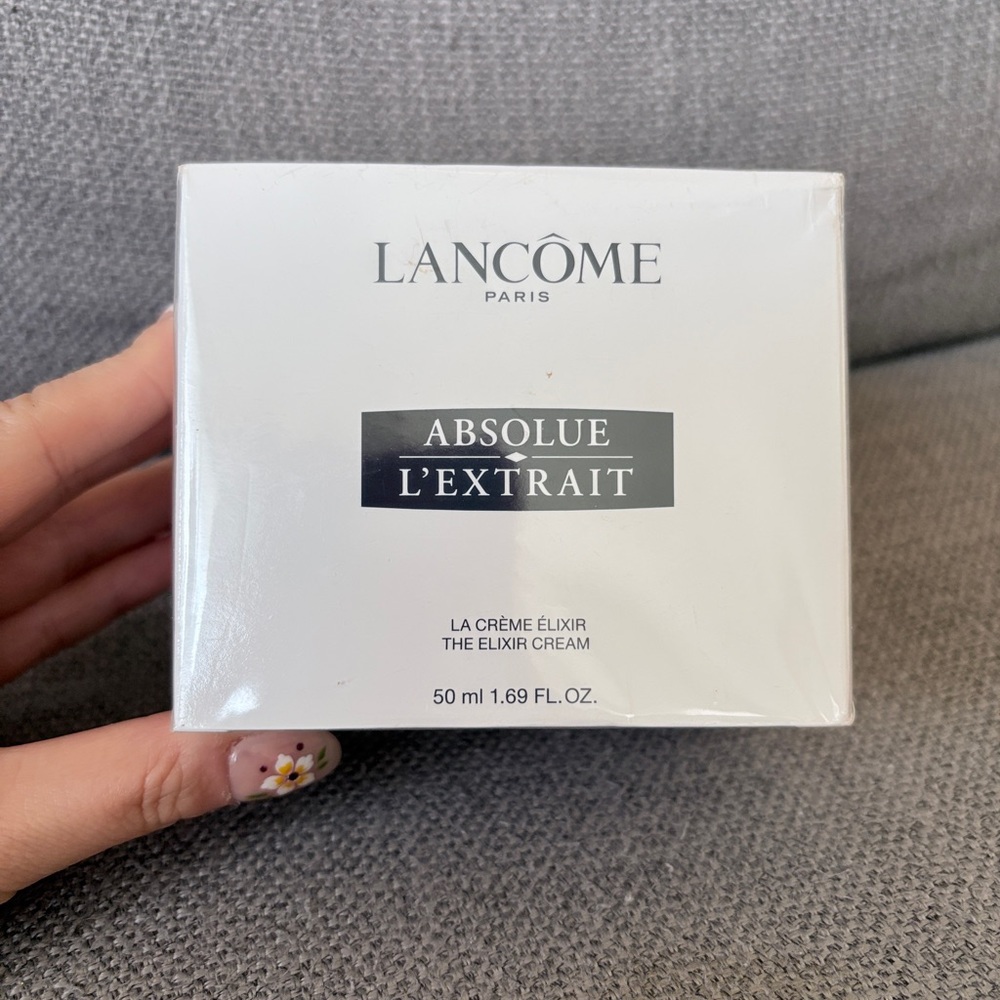 LANCÔME
PARIS
ABSOLUE
L’EXTRAIT
LA CRÈME ÉLIXIR
THE ELIXIR CREAM
50 ml 1.69 FL.OZ.